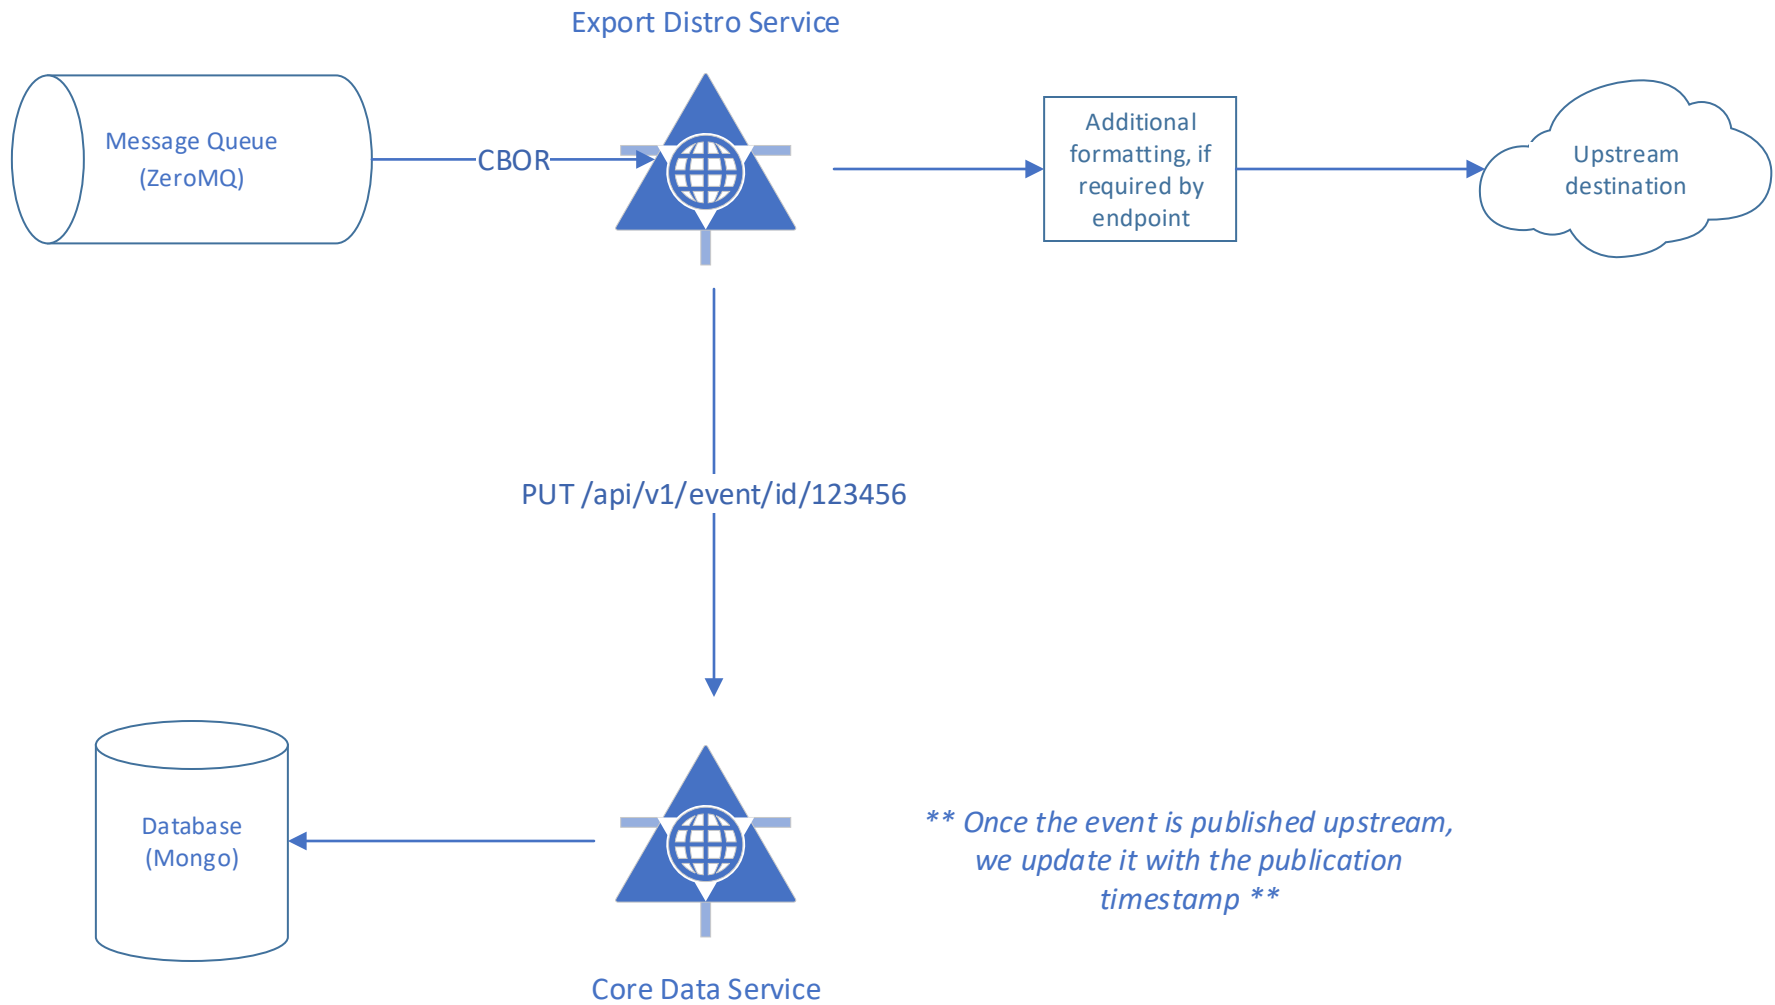 Export Distro Service
Message Queue
(ZeroMQ)
CBOR
Additional
formatting, if
required by
endpoint
Upstream
destination
PUT /api/v1/event/id/123456
Database
(Mongo)
** Once the event is published upstream,
we update it with the publication
timestamp **
Core Data Service